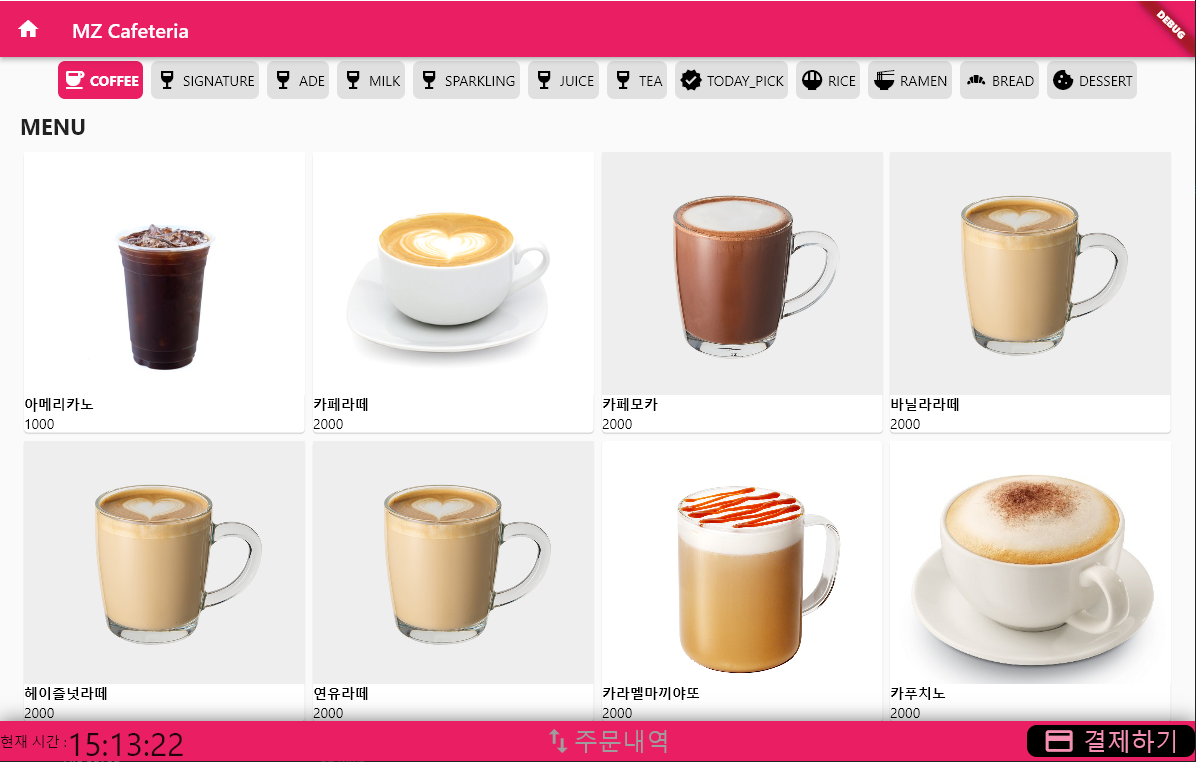 MZ Cafeteria
DEBUG
COFFEE SIGNATURE ADE MILK SPARKLING JUICE TEA TODAY_PICK RICE RAMEN BREAD DESSERT
MENU
아메리카노 카페라떼 카페모카 바닐라라떼
1000 2000 2000 2000
헤이즐넛라떼 연유라떼 카라멜마끼야또 카푸치노
2000 2000 2000 2000
현재 시간 : 15:13:22 주문내역 결제하기